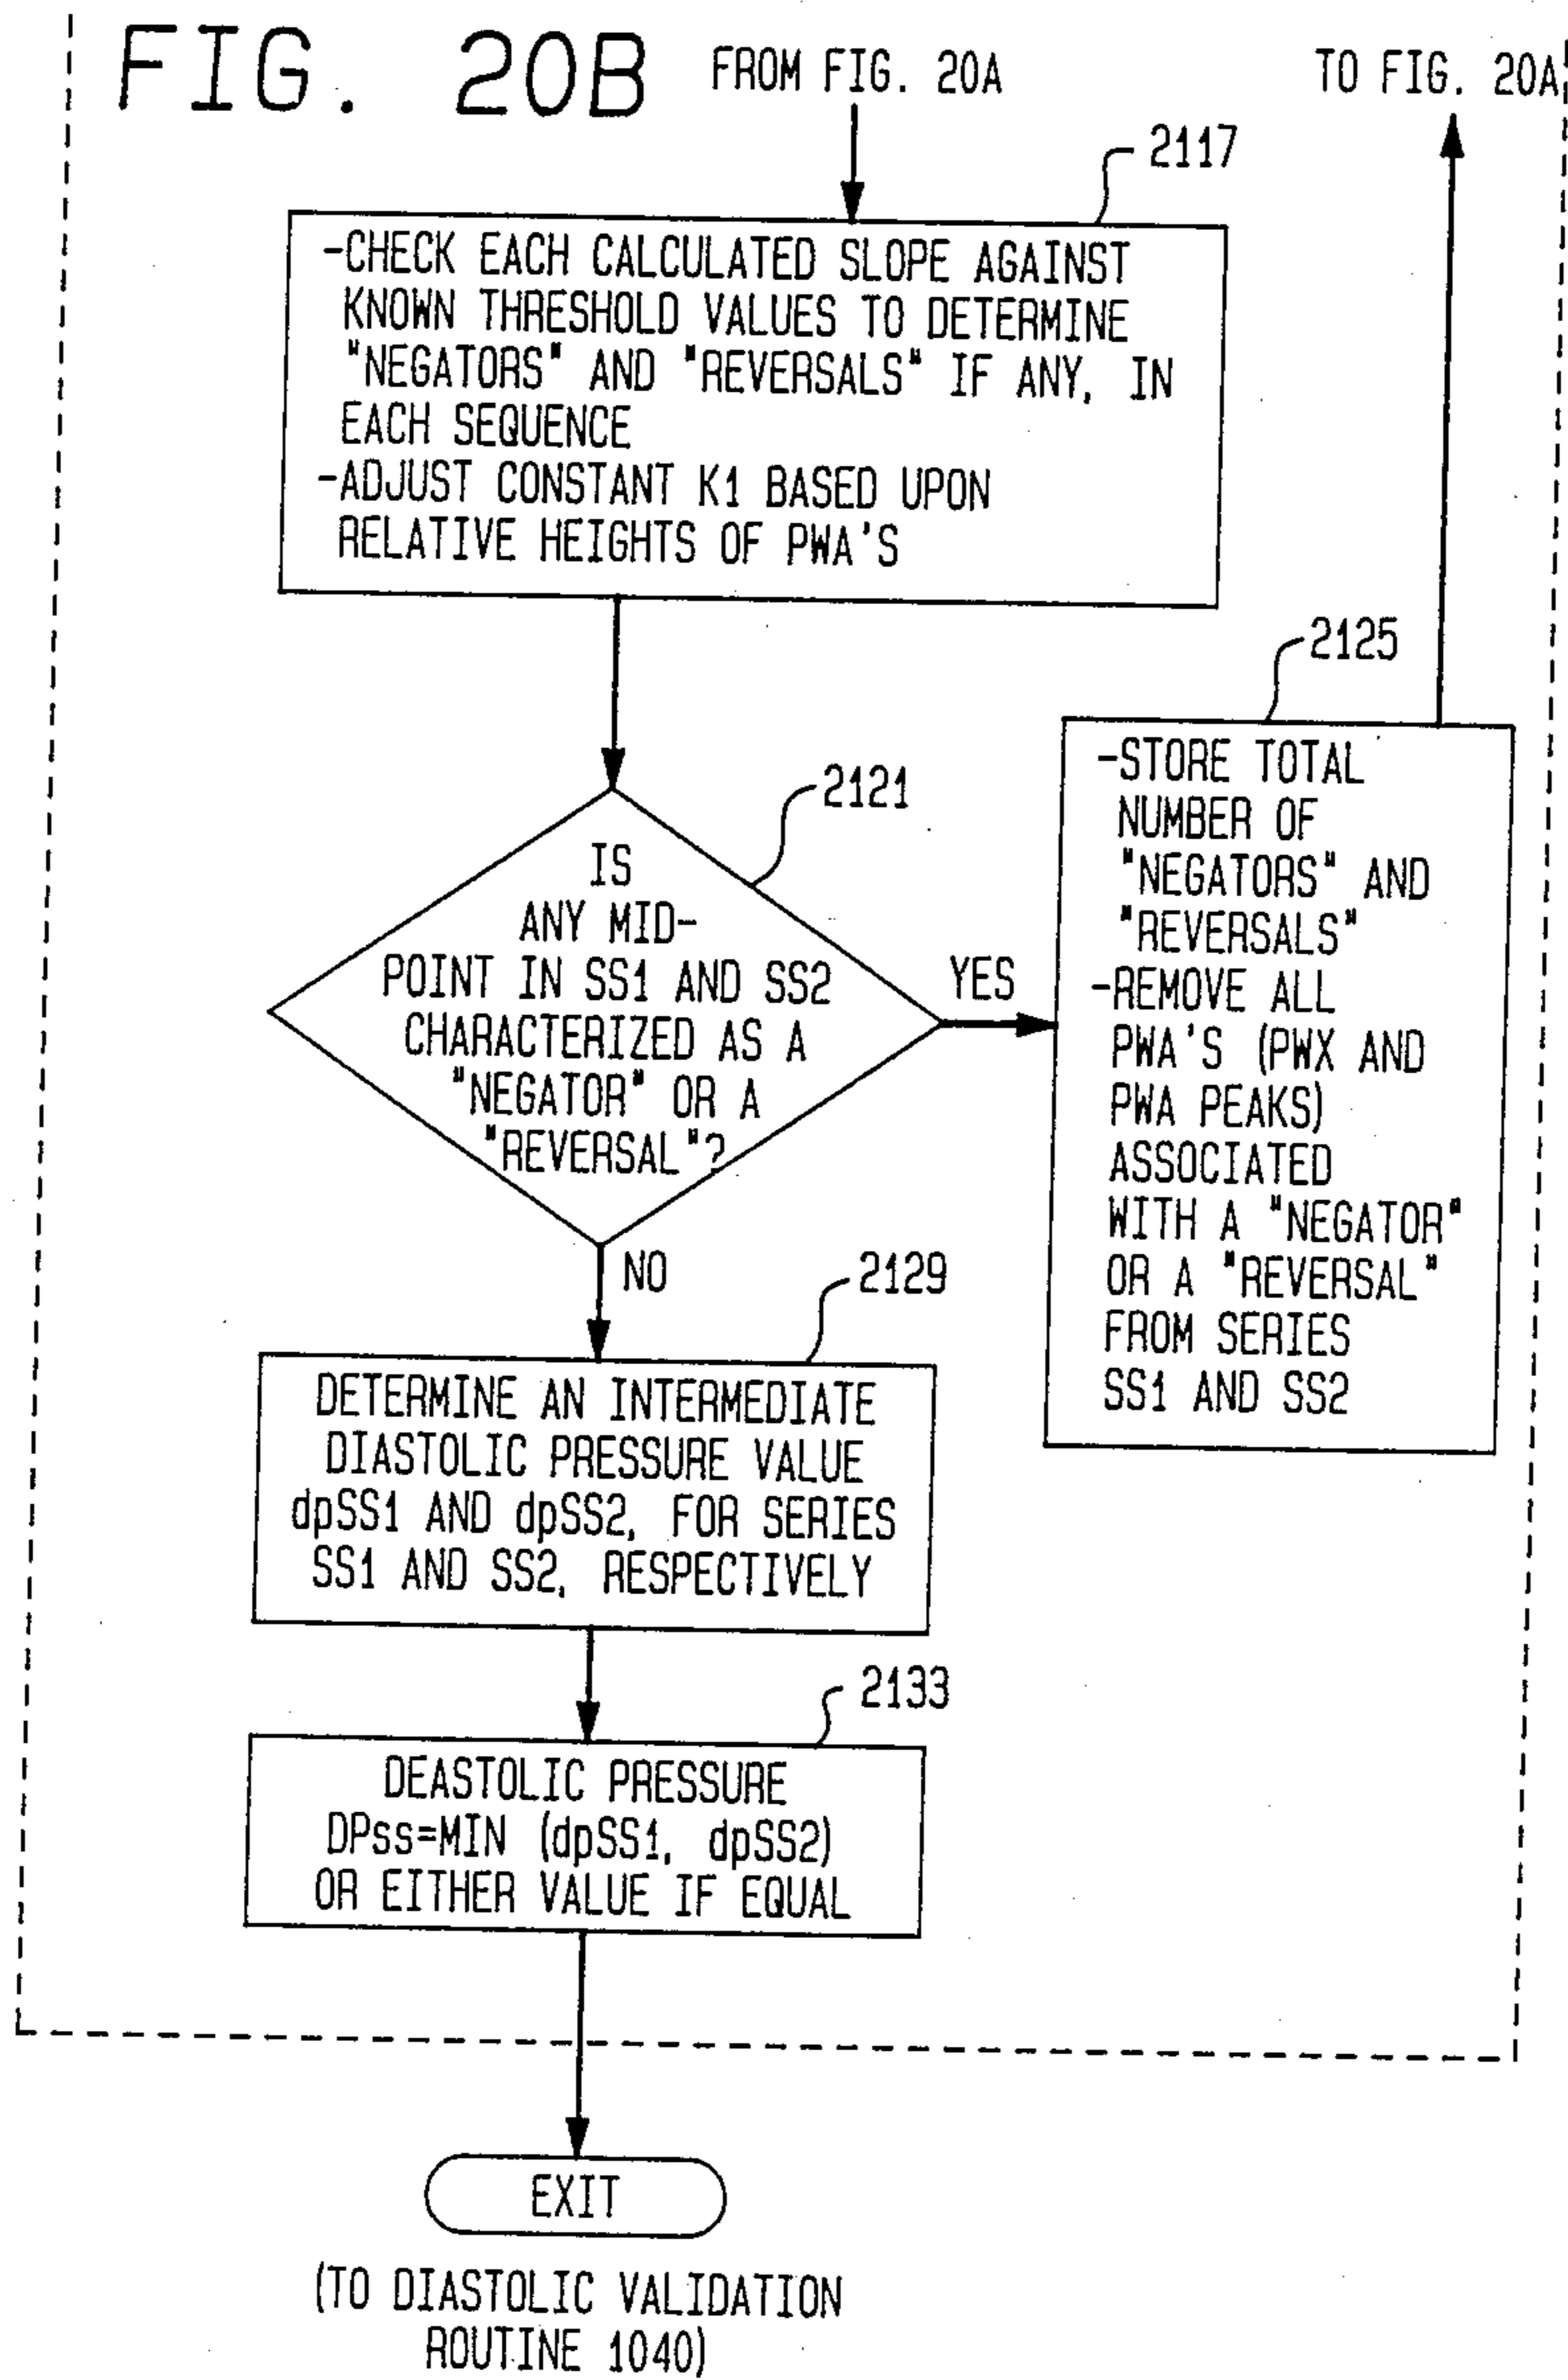 FIG. 20B
FROM FIG. 20A
TO FIG. 20A
2117
-CHECK EACH CALCULATED SLOPE AGAINST
KNOWN THRESHOLD VALUES TO DETERMINE
"NEGATORS" AND "REVERSALS" IF ANY, IN
EACH SEQUENCE
-ADJUST CONSTANT K1 BASED UPON
RELATIVE HEIGHTS OF PWA'S
2121
IS
ANY MID-
POINT IN SS1 AND SS2
CHARACTERIZED AS A
"NEGATOR" OR A
"REVERSAL"?
YES
NO
2125
-STORE TOTAL
NUMBER OF
"NEGATORS" AND
"REVERSALS"
-REMOVE ALL
PWA'S (PWX AND
PWA PEAKS)
ASSOCIATED
WITH A "NEGATOR"
OR A "REVERSAL"
FROM SERIES
SS1 AND SS2
2129
DETERMINE AN INTERMEDIATE
DIASTOLIC PRESSURE VALUE
dpSS1 AND dpSS2, FOR SERIES
SS1 AND SS2, RESPECTIVELY
2133
DEASTOLIC PRESSURE
DPss=MIN (dpSS1, dpSS2)
OR EITHER VALUE IF EQUAL
EXIT
(TO DIASTOLIC VALIDATION
ROUTINE 1040)